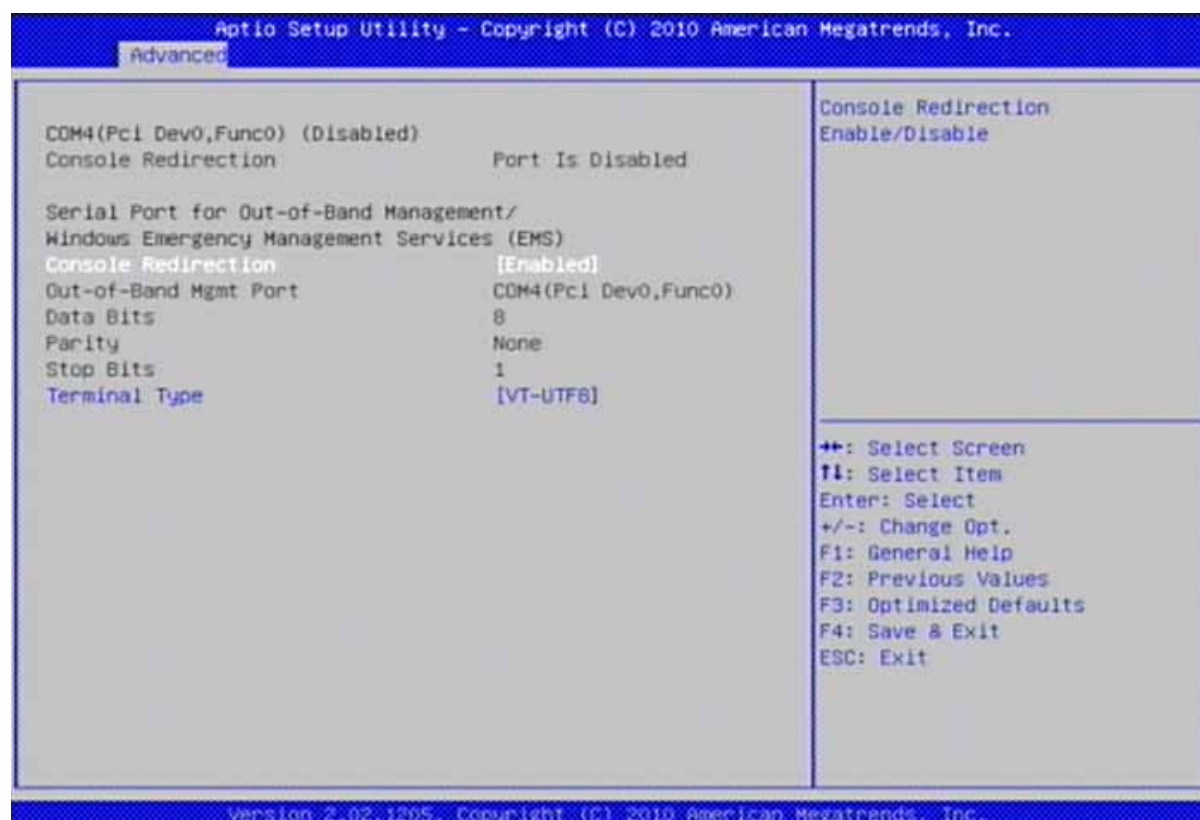 Aptio Setup Utility - Copyright (C) 2010 American Megatrends, Inc.
Advanced
COM4(Pci Dev0,Func0) (Disabled)
Console Redirection Port Is Disabled
Serial Port for Out-of-Band Management/
Windows Emergency Management Services (EMS)
Console Redirection [Enabled]
Out-of-Band Mgmt Port COM4(Pci Dev0,Func0)
Data Bits 8
Parity None
Stop Bits 1
Terminal Type [VT-UTF8]
Console Redirection
Enable/Disable
→←: Select Screen
↑↓: Select Item
Enter: Select
+/-: Change Opt.
F1: General Help
F2: Previous Values
F3: Optimized Defaults
F4: Save & Exit
ESC: Exit
Version 2.02.1205. Copyright (C) 2010 American Megatrends, Inc.